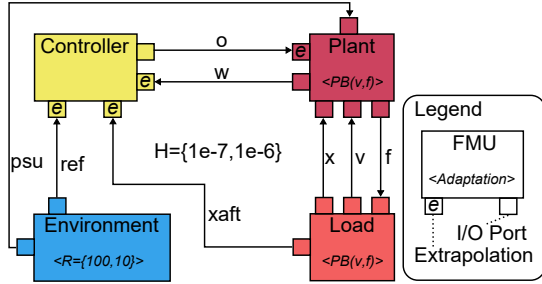 Controller
o
e
Plant
w
e
<PB(v,f)>
e
e
Legend
FMU
<Adaptation>
e
I/O Port
Extrapolation
psu
ref
H={1e-7,1e-6}
x
v
f
xaft
Environment
<R={100,10}>
Load
<PB(v,f)>